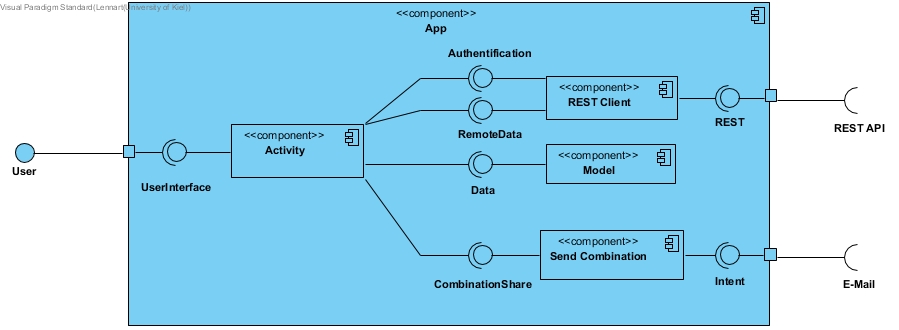 Visual Paradigm Standard(Lennart(University of Kiel))
<<component>>
App
Authentification
<<component>>
REST Client
RemoteData
REST
REST API
<<component>>
Activity
User
UserInterface
<<component>>
Model
Data
<<component>>
Send Combination
CombinationShare
Intent
E-Mail